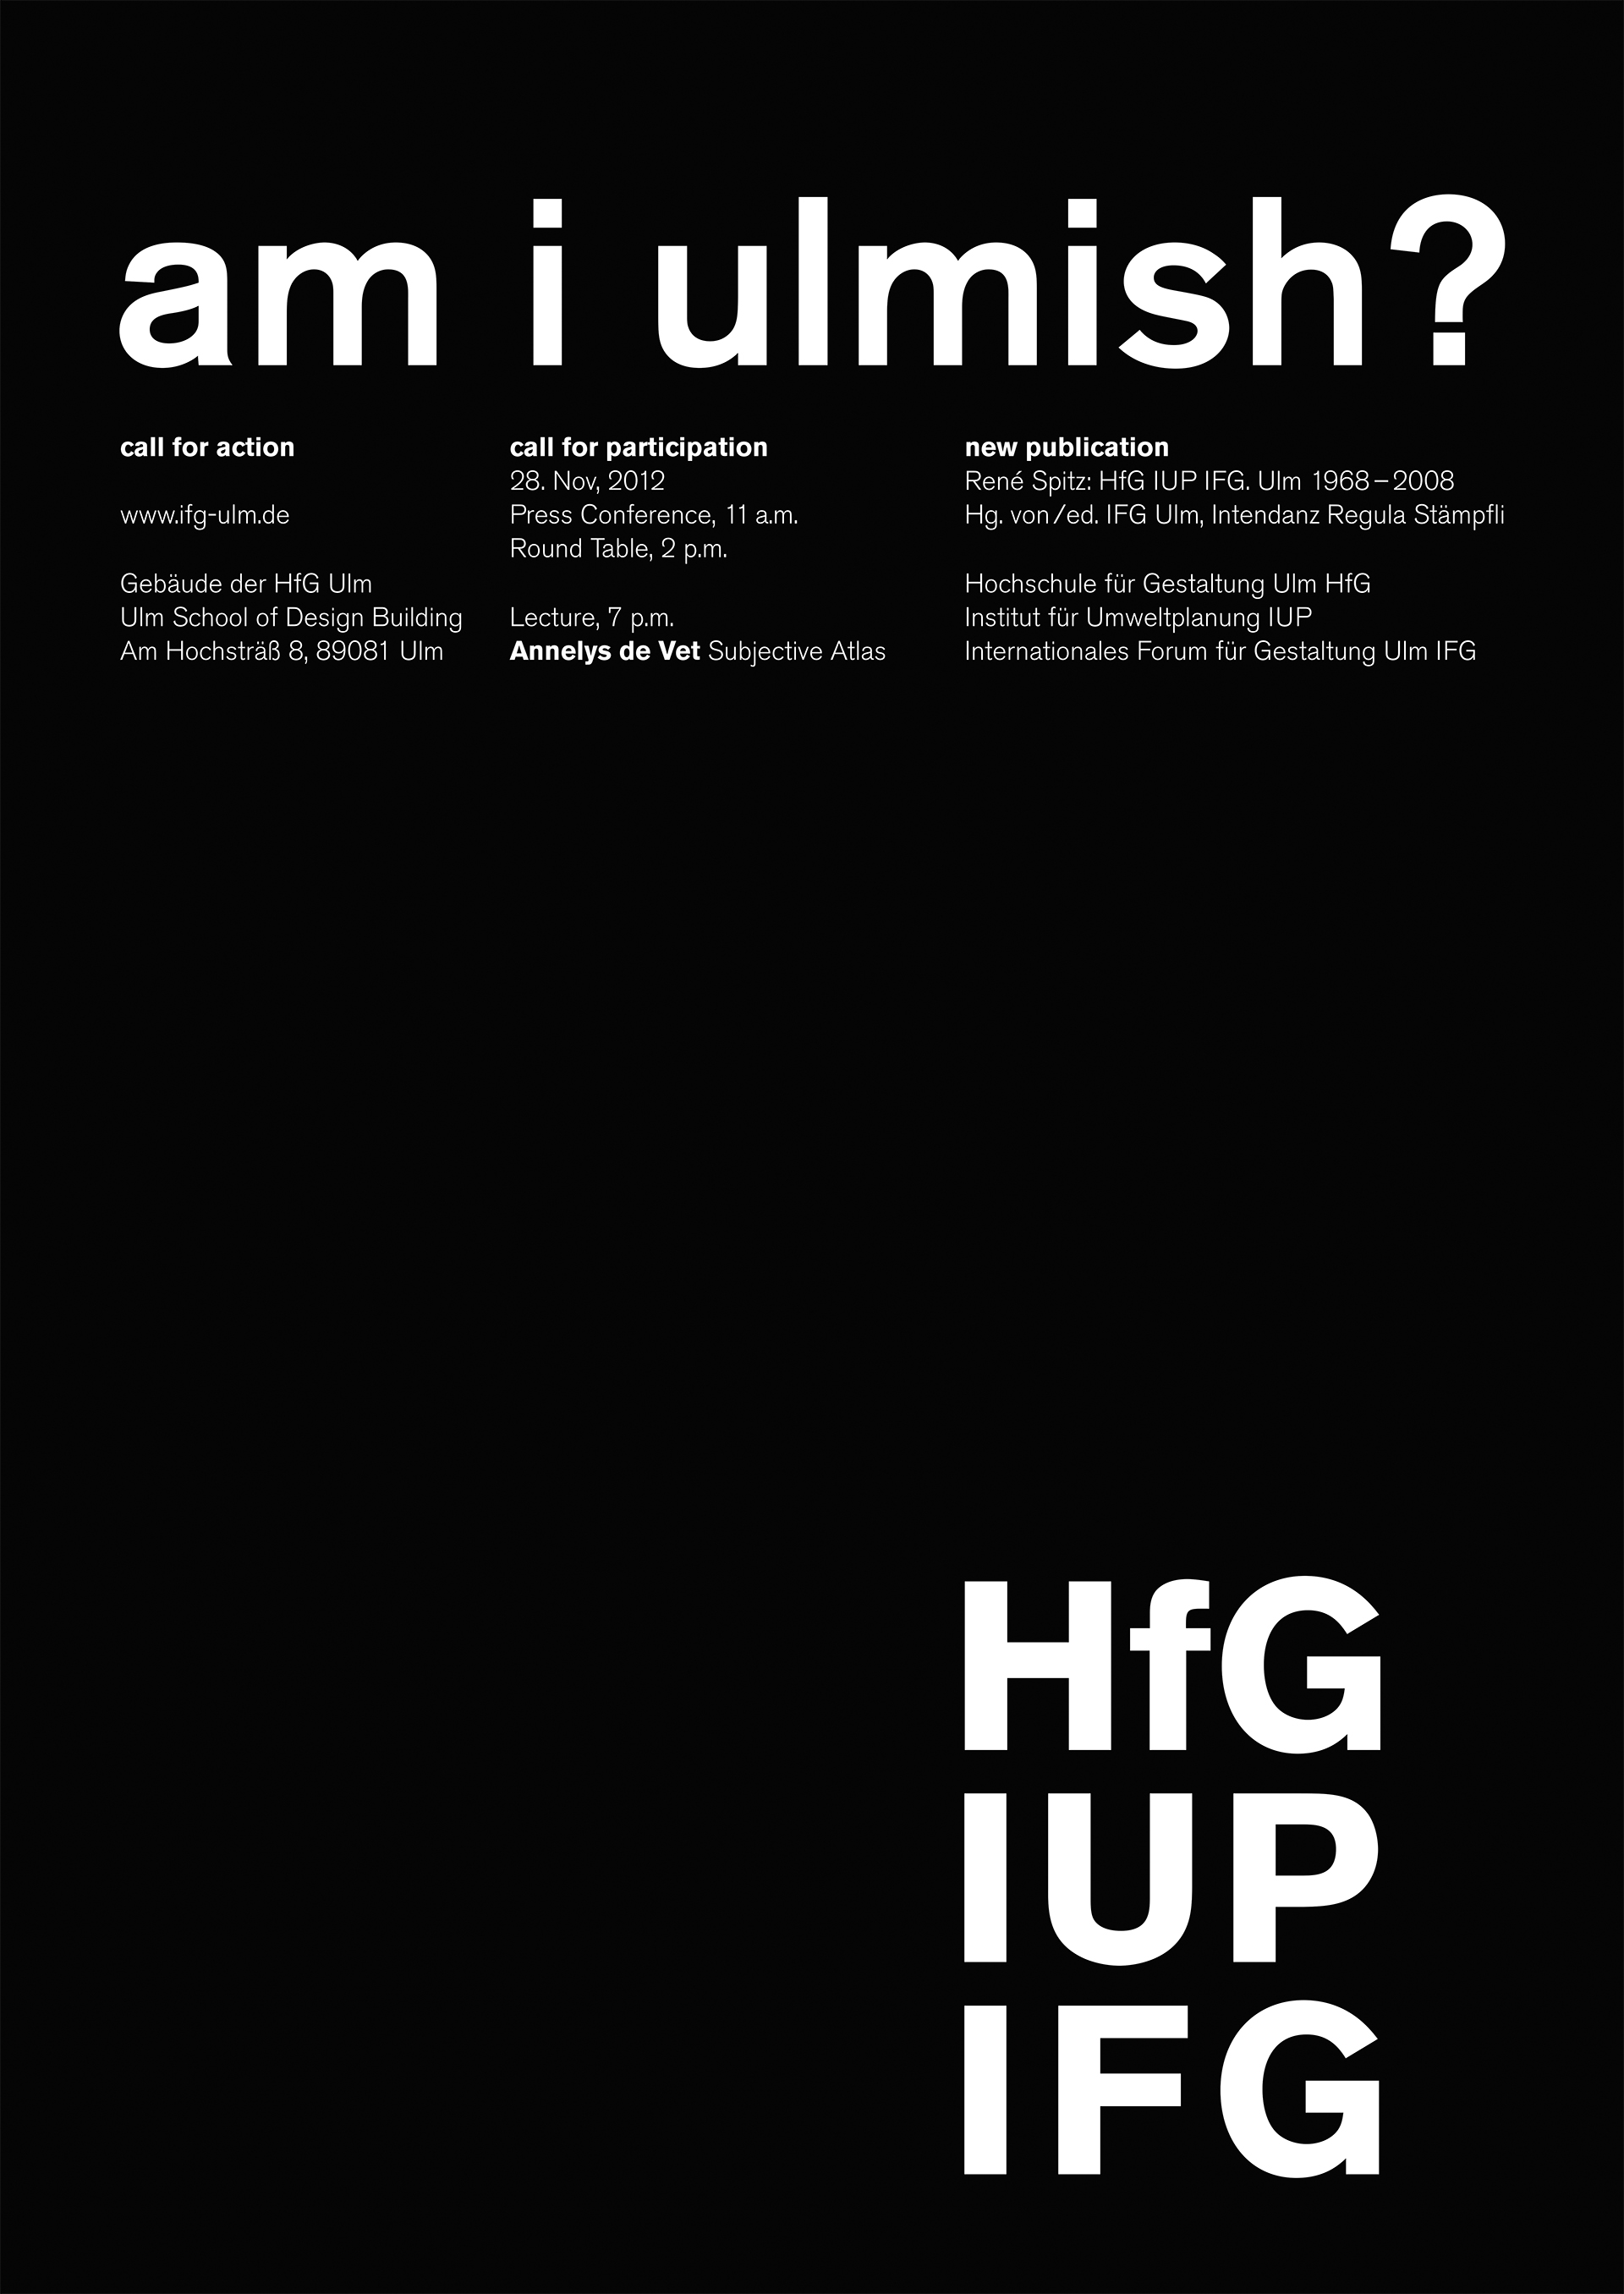 am i ulmish?
call for action
www.ifg-ulm.de
Gebäude der HfG Ulm
Ulm School of Design Building
Am Hochsträß 8, 89081 Ulm
call for participation
28. Nov, 2012
Press Conference, 11 a.m.
Round Table, 2 p.m.
Lecture, 7 p.m.
Annelys de Vet Subjective Atlas
new publication
René Spitz: HfG IUP IFG. Ulm 1968–2008
Hg. von/ed. IFG Ulm, Intendanz Regula Stämpfli
Hochschule für Gestaltung Ulm HfG
Institut für Umweltplanung IUP
Internationales Forum für Gestaltung Ulm IFG
HfG
IUP
IFG